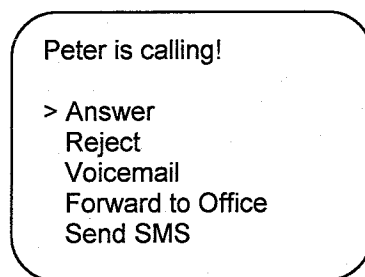 Peter is calling!
> Answer
Reject
Voicemail
Forward to Office
Send SMS